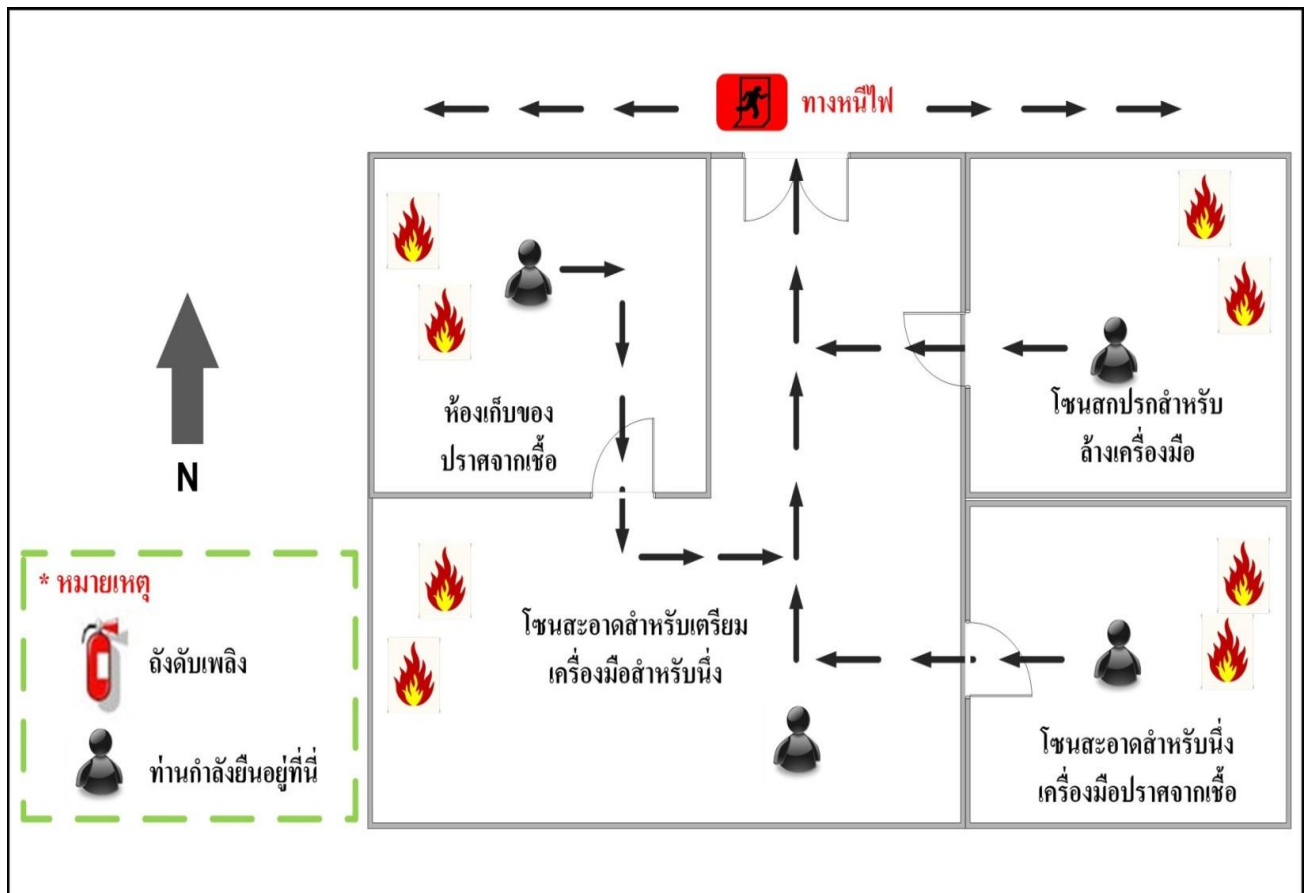 ทางหนีไฟ
ห้องเก็บของ
ปราศจากเชื้อ
โซนสกปรกสำหรับ
ล้างเครื่องมือ
N
* หมายเหตุ
ถังดับเพลิง
ท่านกำลังยืนอยู่ที่นี่
โซนสะอาดสำหรับเตรียม
เครื่องมือสำหรับนึ่ง
โซนสะอาดสำหรับนึ่ง
เครื่องมือปราศจากเชื้อ